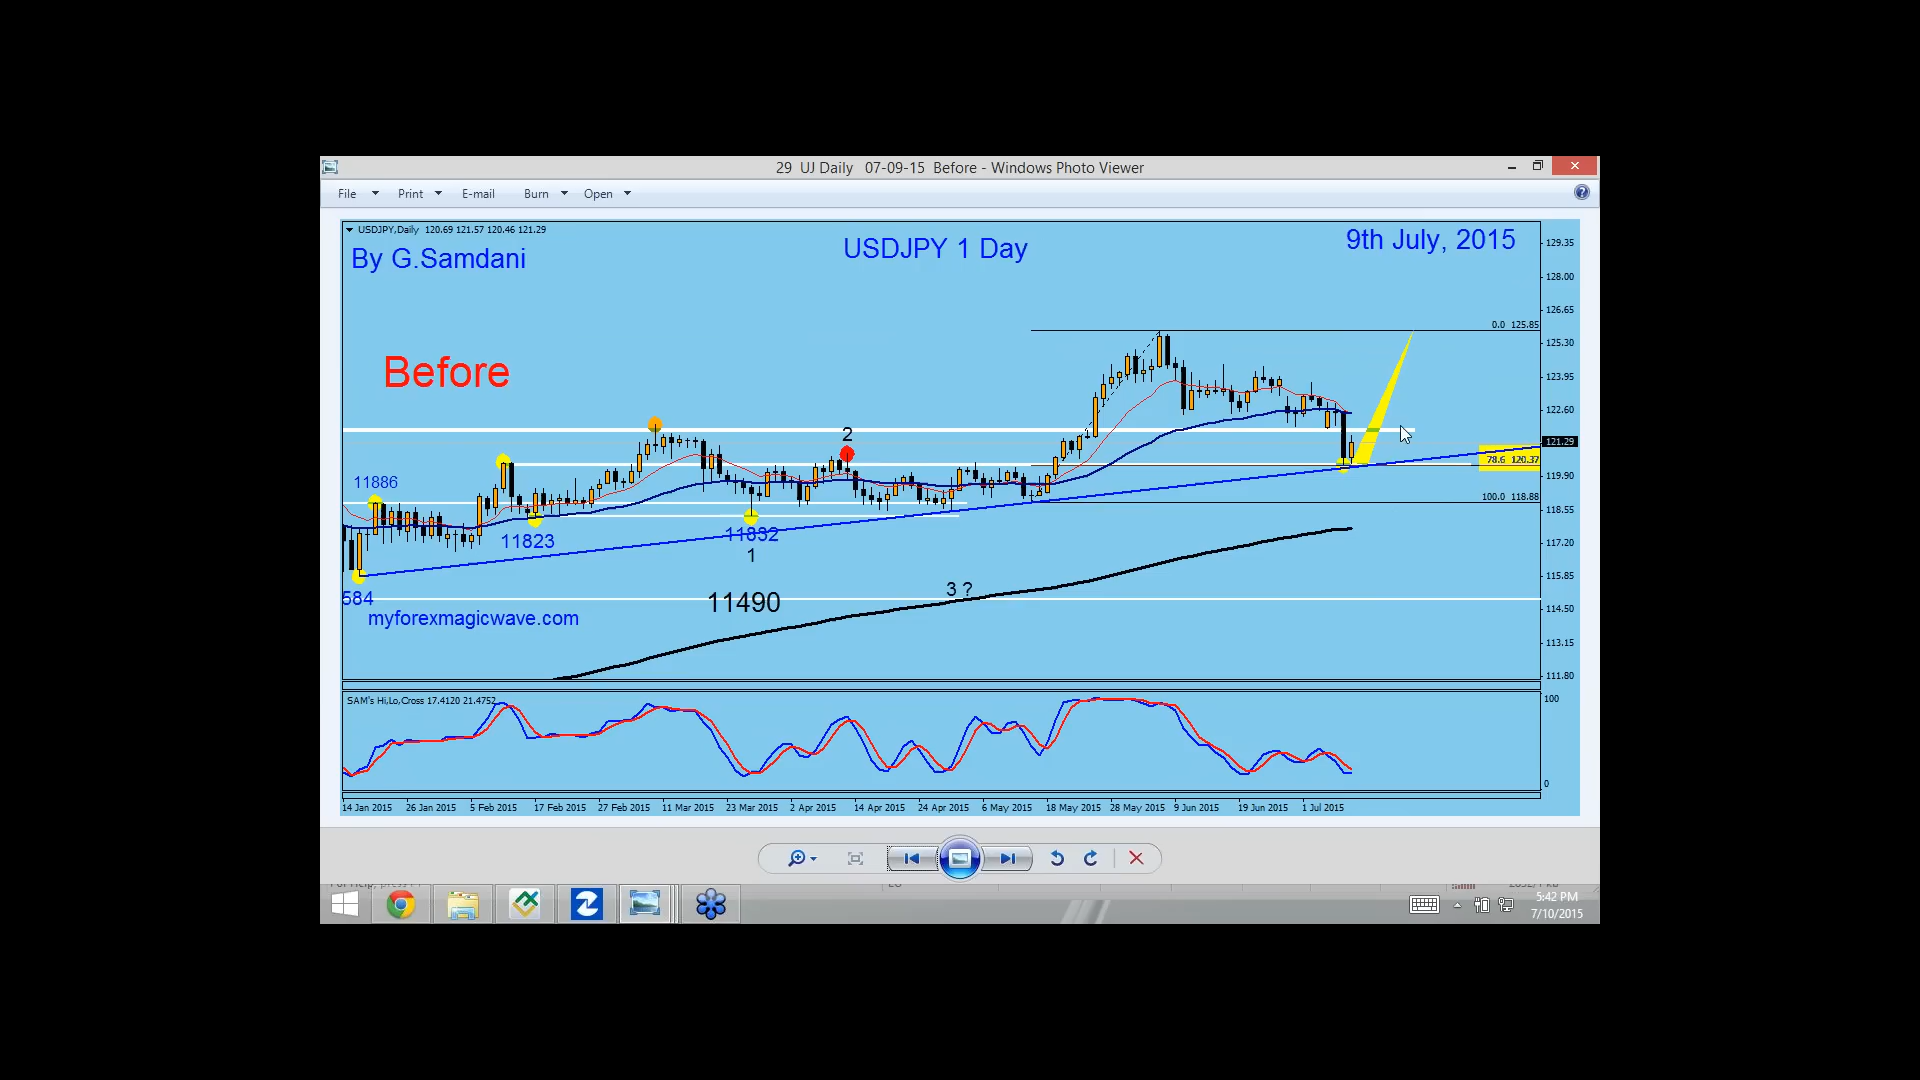 29 UJ Daily 07-09-15 Before - Windows Photo Viewer
File Print E-mail Burn Open
USDJPY,Daily 120.69 121.57 120.46 121.29
By G.Samdani
USDJPY 1 Day
9th July, 2015
Before
129.35
128.00
126.65
125.30
123.95
122.60
121.29
119.90
118.55
117.20
115.85
114.50
113.15
111.80
0.0 125.85
78.6 120.37
100.0 118.88
2
11886
11823
11832
1
3 ?
584
11490
myforexmagicwave.com
SAM's Hi,Lo,Cross 17.4120 21.4752
100
0
14 Jan 2015 26 Jan 2015 5 Feb 2015 17 Feb 2015 27 Feb 2015 11 Mar 2015 23 Mar 2015 2 Apr 2015 14 Apr 2015 24 Apr 2015 6 May 2015 18 May 2015 28 May 2015 9 Jun 2015 19 Jun 2015 1 Jul 2015
5:42 PM
7/10/2015